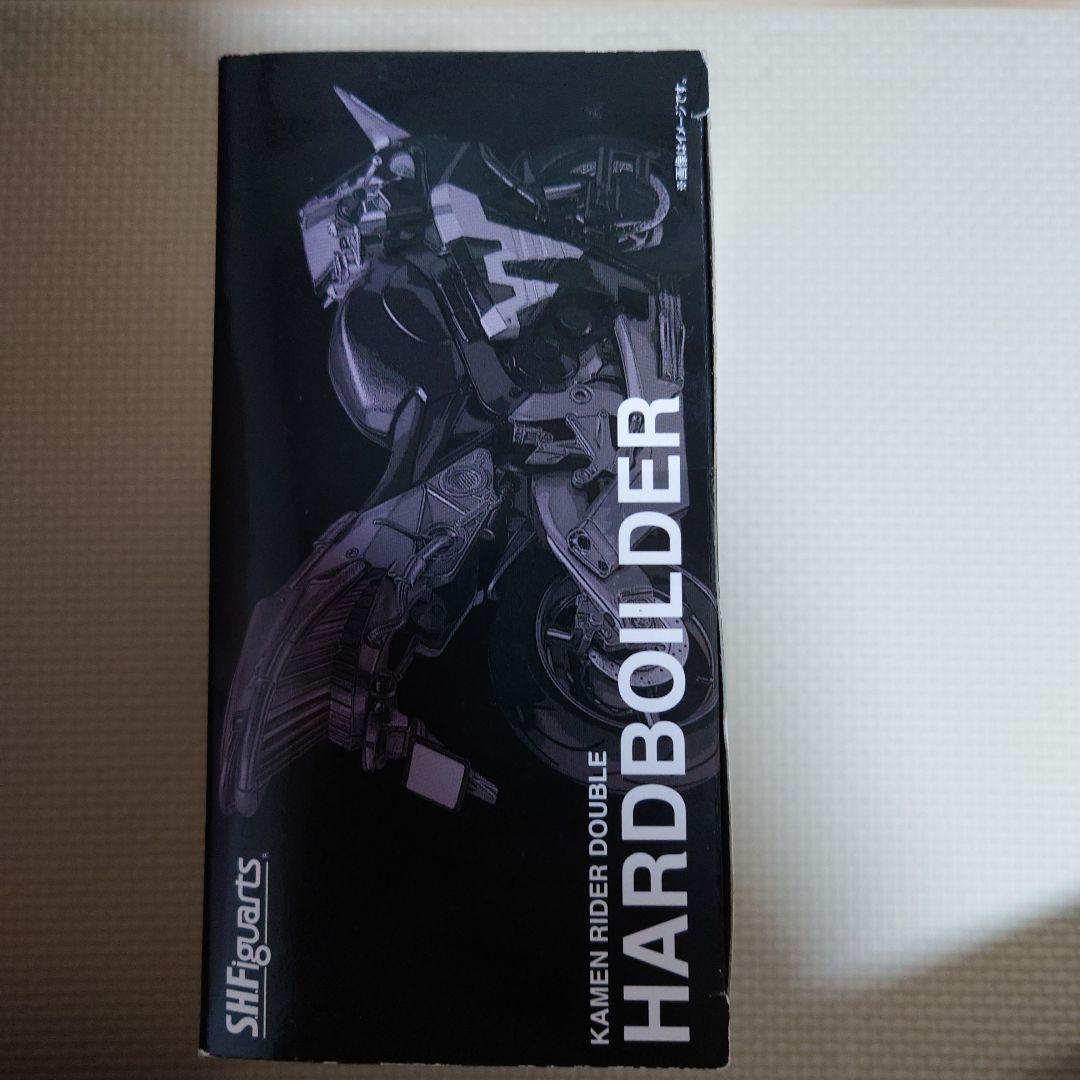 S.H.Figuarts®
※画像はイメージです。
KAMEN RIDER DOUBLE
HARDBOILDER